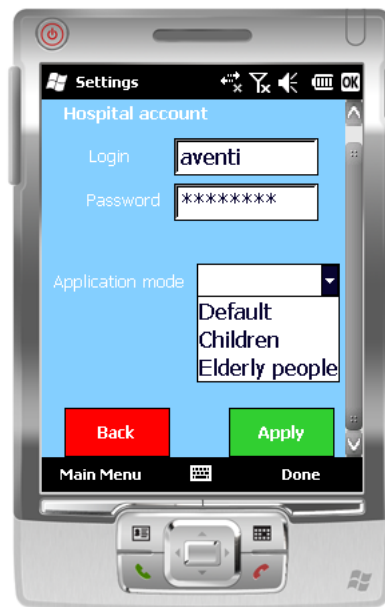 Settings OK
Hospital account
Login aventi
Password ********
Application mode
Default
Children
Elderly people
Back Apply
Main Menu Done